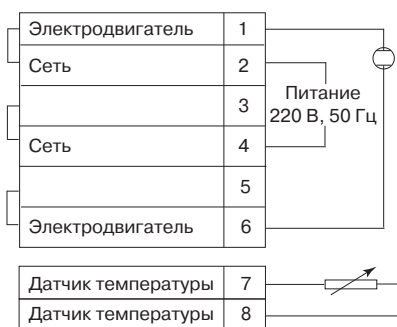 Электродвигатель 1
Сеть 2
3
Питание
220 В, 50 Гц
Сеть 4
5
Электродвигатель 6
Датчик температуры 7
Датчик температуры 8